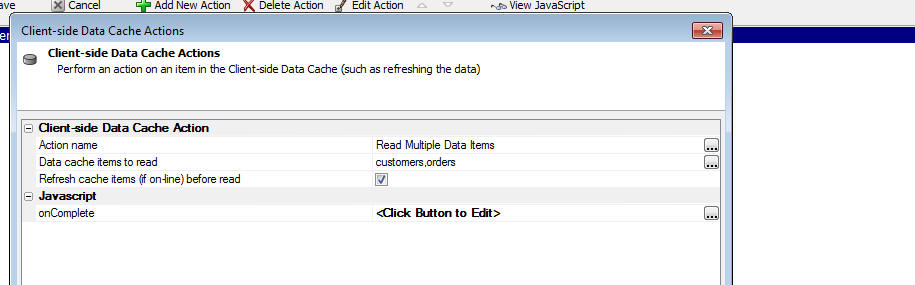 ave Cancel Add New Action Delete Action Edit Action View JavaScript
Client-side Data Cache Actions
Client-side Data Cache Actions
Perform an action on an item in the Client-side Data Cache (such as refreshing the data)
Client-side Data Cache Action
Action name Read Multiple Data Items ...
Data cache items to read customers,orders ...
Refresh cache items (if on-line) before read
Javascript
onComplete <Click Button to Edit> ...